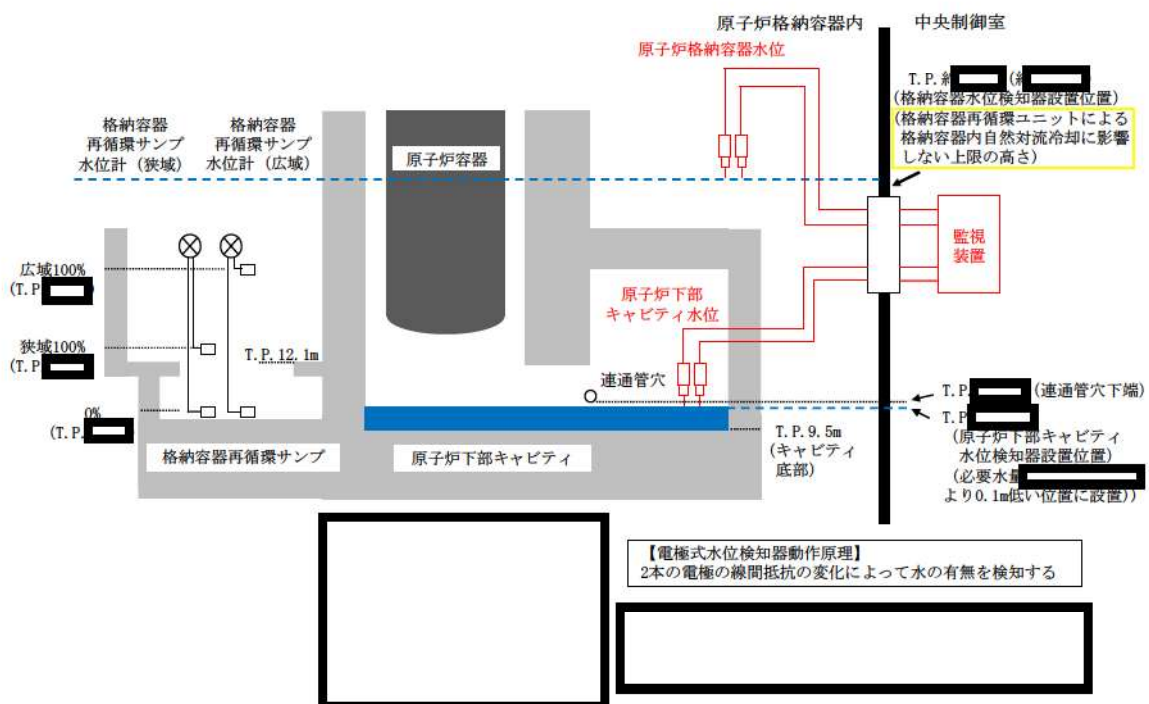 原子炉格納容器内
中央制御室
原子炉格納容器水位
T.P.約
(約
(格納容器水位検知器設置位置)
(格納容器再循環ユニットによる
格納容器内自然対流冷却に影響
しない上限の高さ)
格納容器
再循環サンプ
水位計(狭域)
格納容器
再循環サンプ
水位計(広域)
原子炉容器
監視
装置
広域100%
(T.P.
原子炉下部
キャビティ水位
狭域100%
(T.P.
T.P.12.1m
連通管穴
T.P.
(連通管穴下端)
0%
(T.P.
T.P.
(原子炉下部キャビティ
水位検知器設置位置)
(必要水量
より0.1m低い位置に設置))
T.P.9.5m
(キャビティ
底部)
格納容器再循環サンプ
原子炉下部キャビティ
【電極式水位検知器動作原理】
2本の電極の線間抵抗の変化によって水の有無を検知する